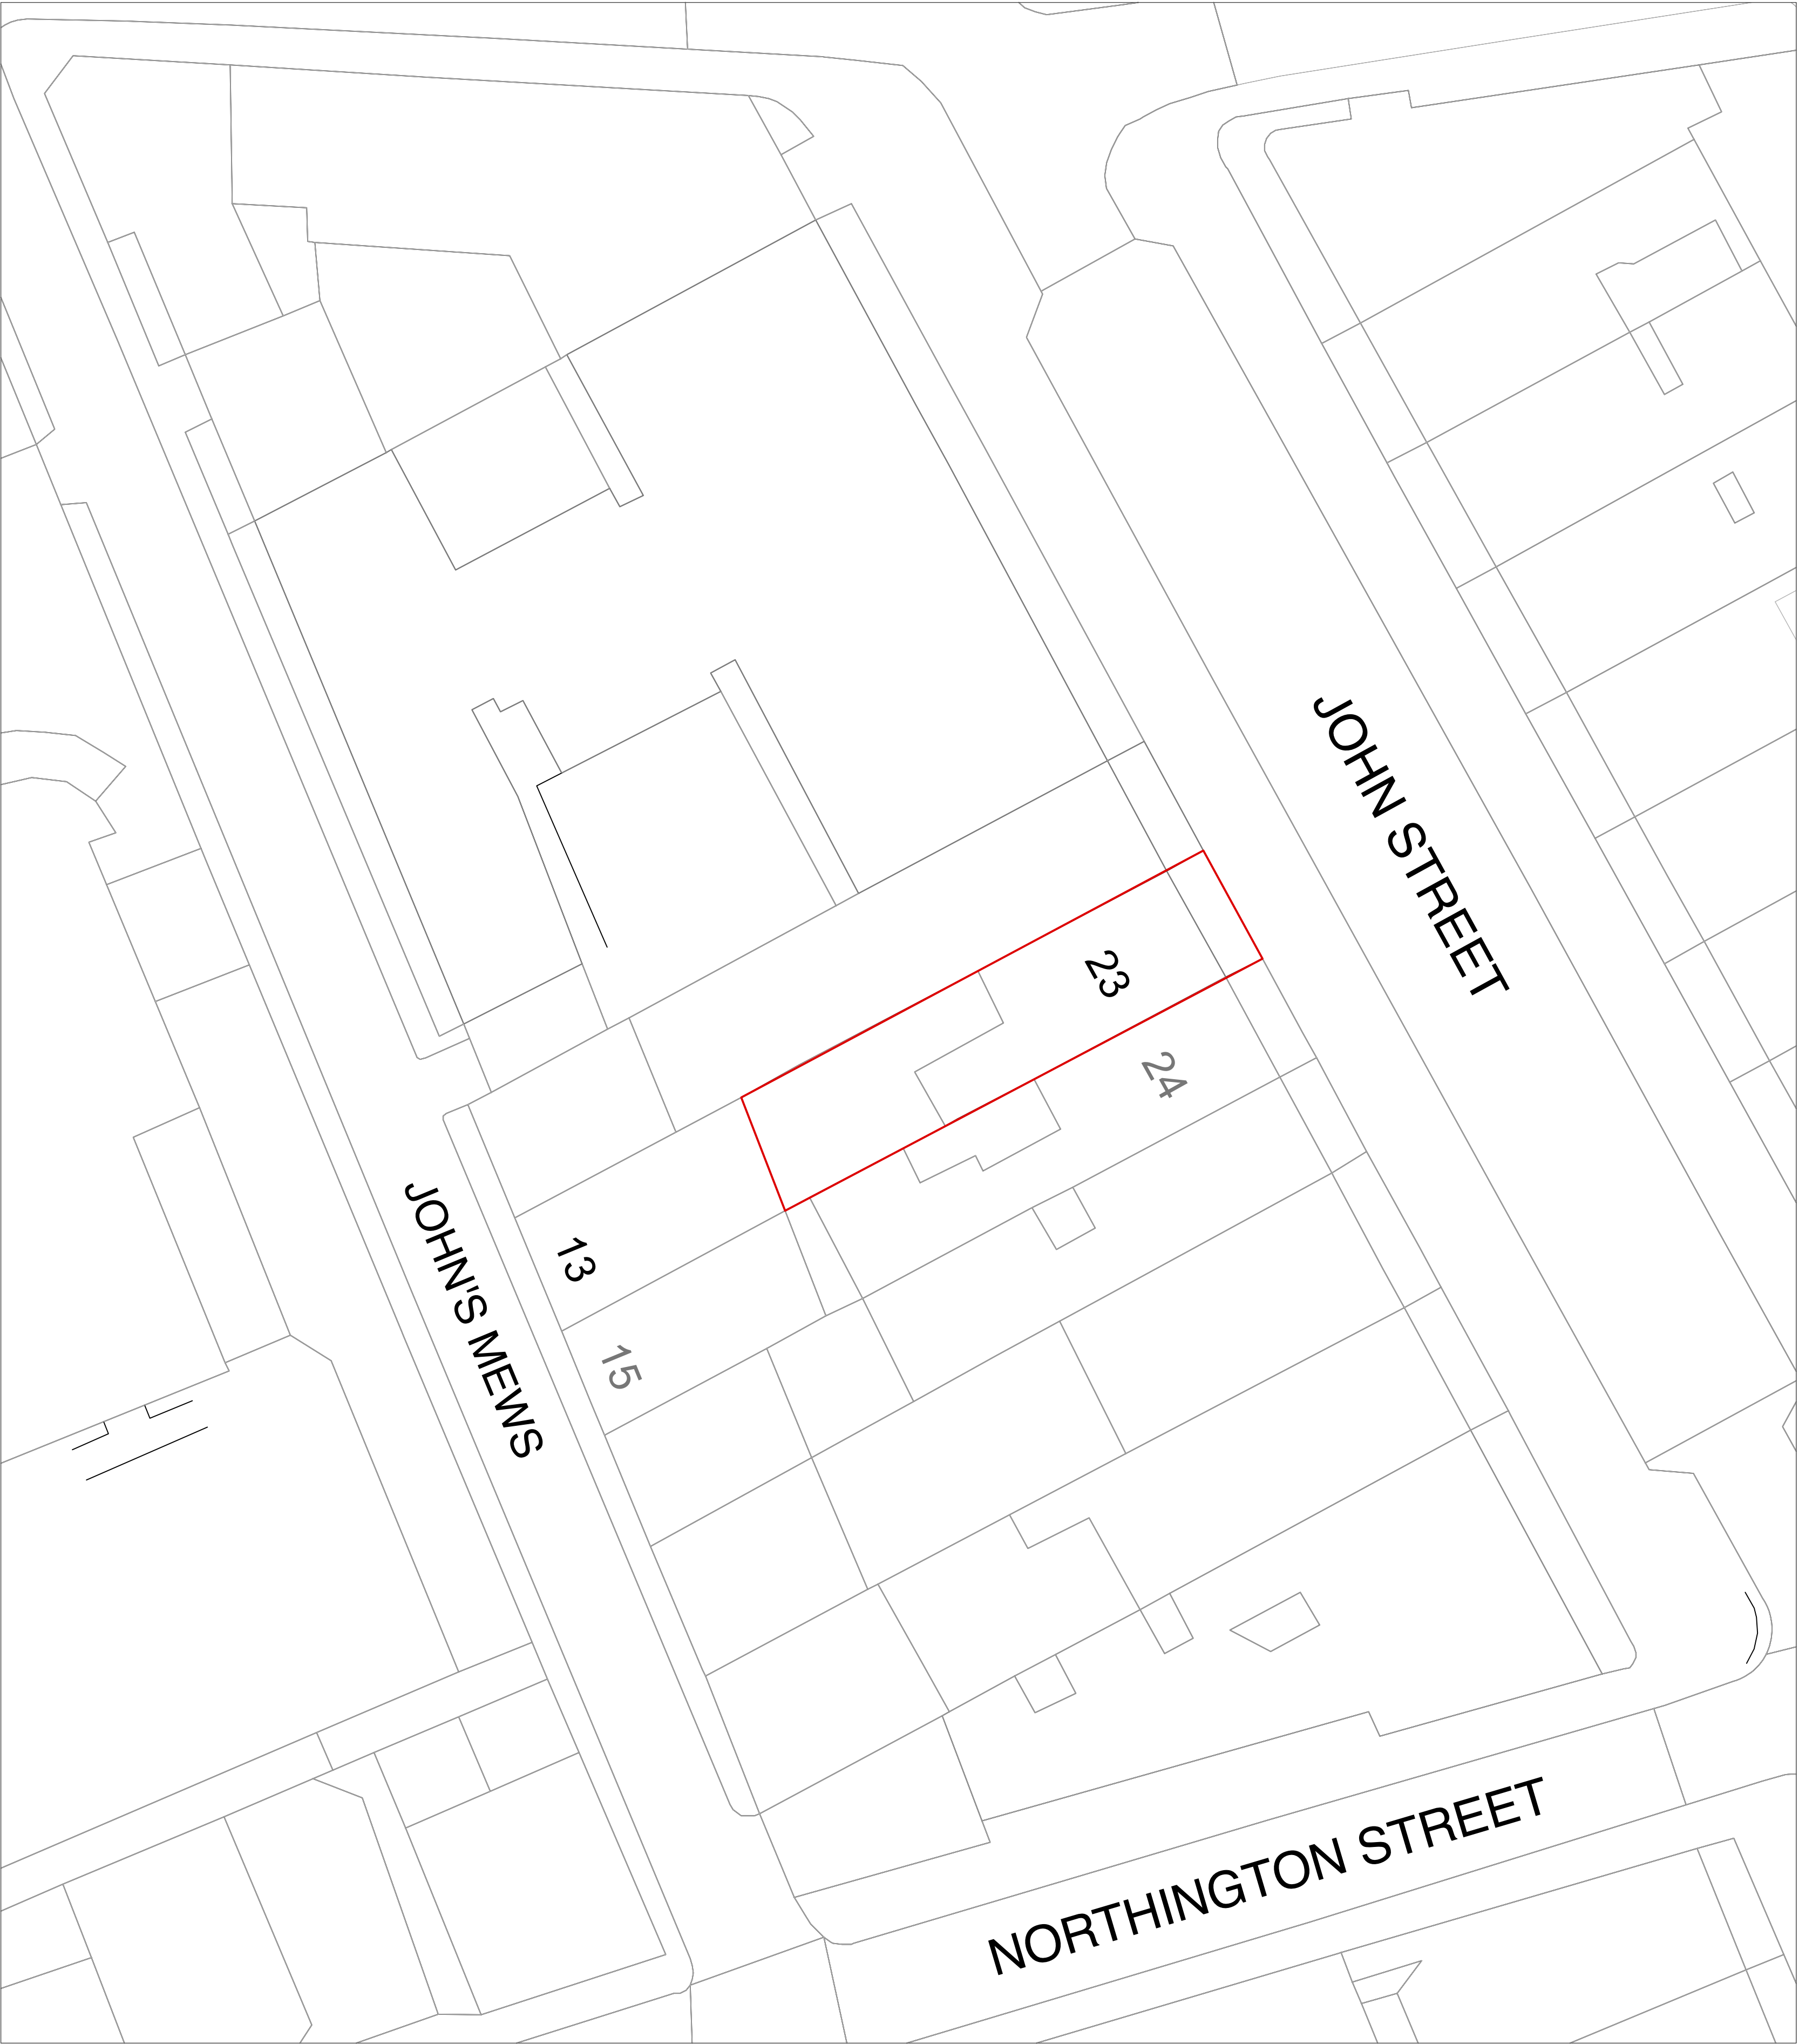 JOHN STREET
23
24
JOHN'S MEWS
13
15
NORTHINGTON STREET